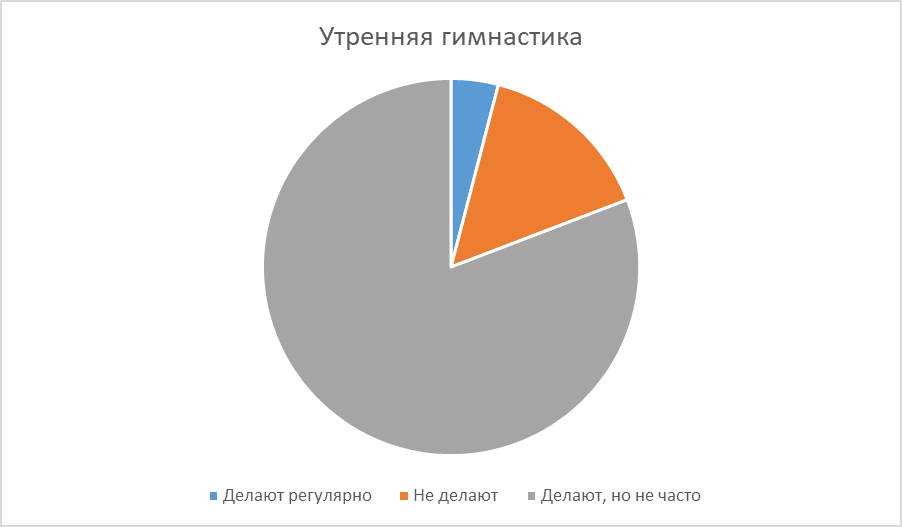 Утренняя гимнастика
Делают регулярно Не делают Делают, но не часто